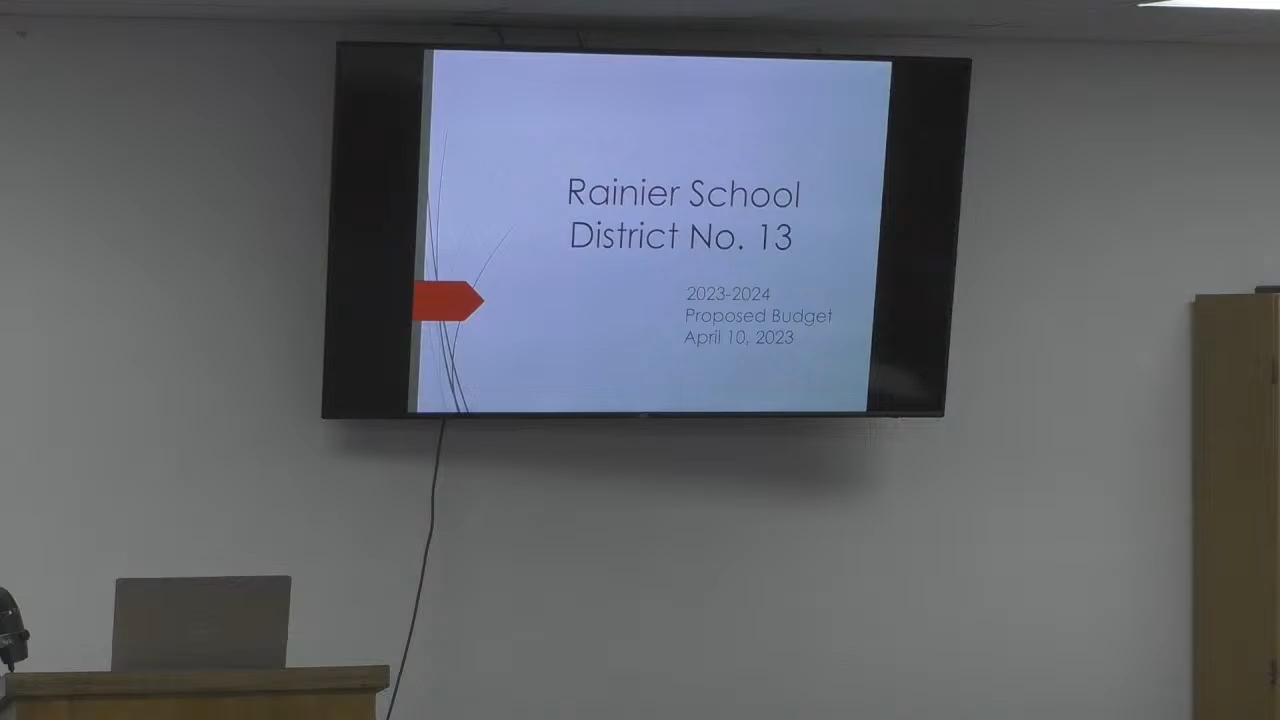 Rainier School
District No. 13
2023-2024
Proposed Budget
April 10, 2023